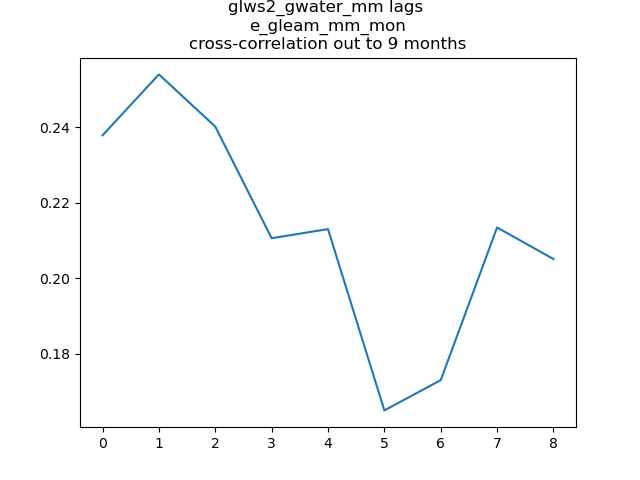 glws2_gwater_mm lags
e_gleam_mm_mon
cross-correlation out to 9 months
0.24
0.22
0.20
0.18
0 1 2 3 4 5 6 7 8